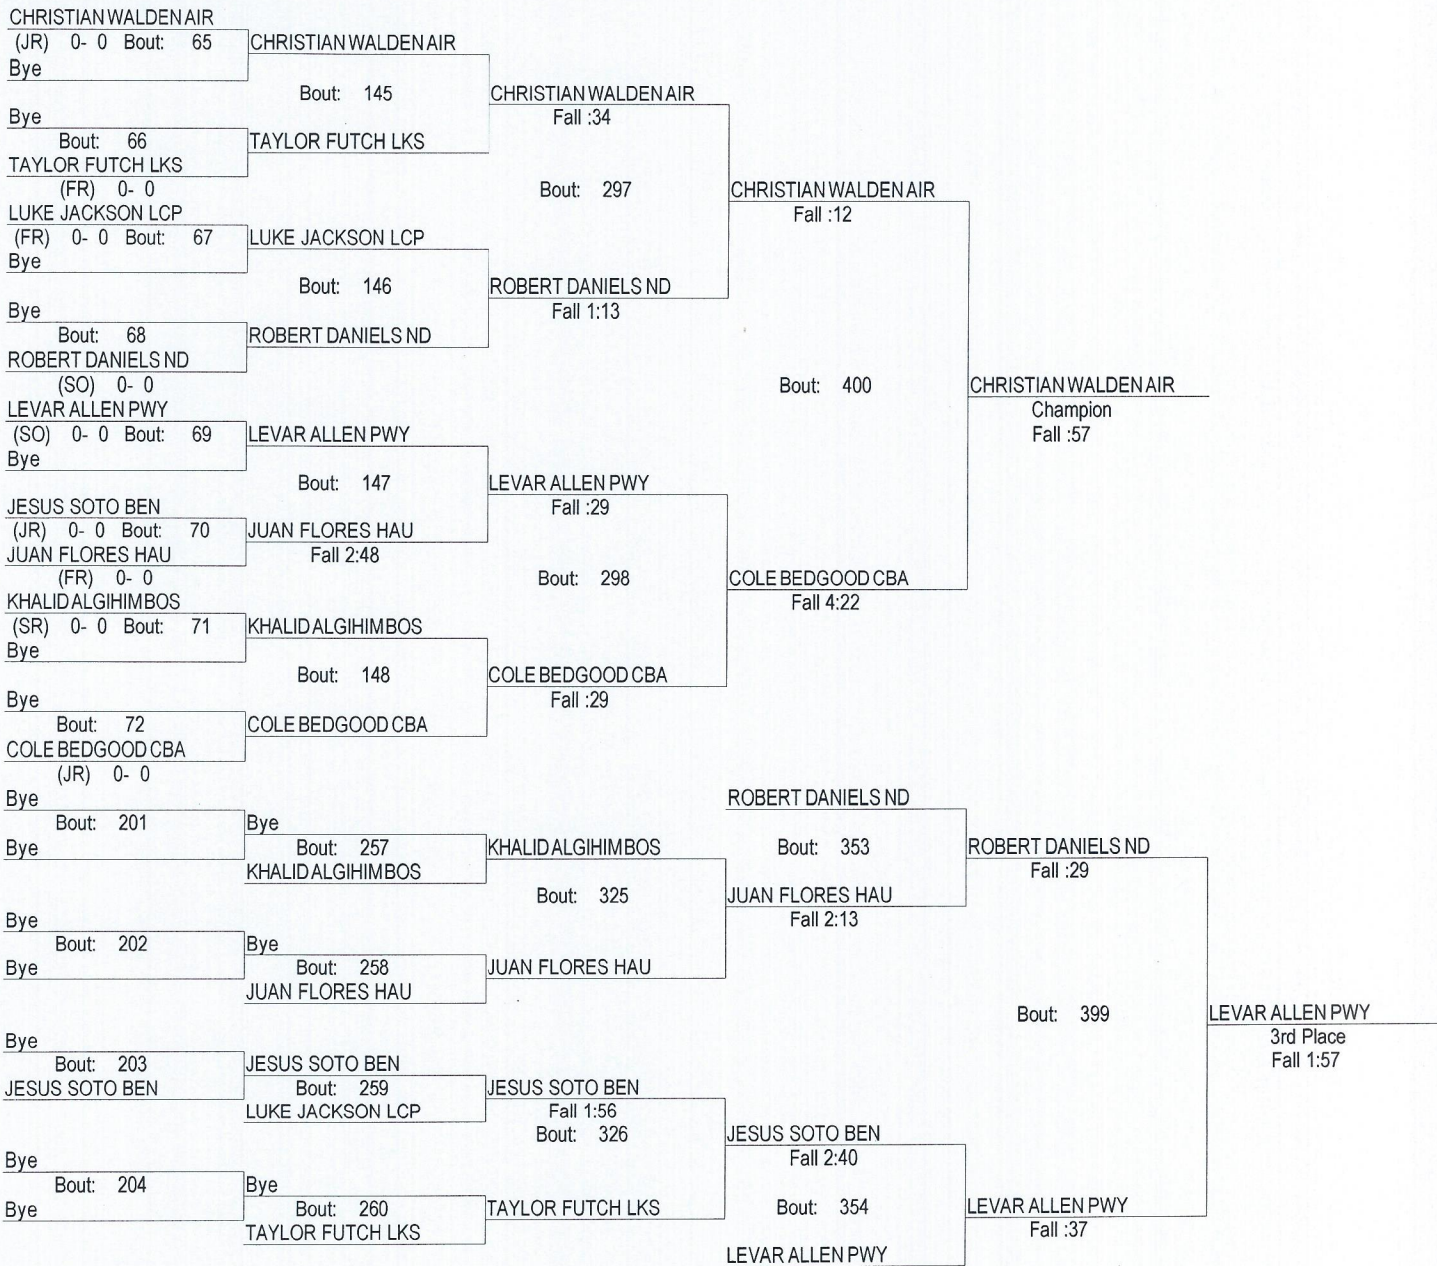 CHRISTIAN WALDEN AIR
(JR) 0- 0 Bout: 65
Bye
CHRISTIAN WALDEN AIR
Bout: 145
Bye
Bout: 66
TAYLOR FUTCH LKS
(FR) 0- 0
TAYLOR FUTCH LKS
CHRISTIAN WALDEN AIR
Fall :34
Bout: 297
LUKE JACKSON LCP
(FR) 0- 0 Bout: 67
Bye
LUKE JACKSON LCP
Bout: 146
Bye
Bout: 68
ROBERT DANIELS ND
(SO) 0- 0
ROBERT DANIELS ND
ROBERT DANIELS ND
Fall 1:13
CHRISTIAN WALDEN AIR
Fall :12
Bout: 400
CHRISTIAN WALDEN AIR
Champion
Fall :57
LEVAR ALLEN PWY
(SO) 0- 0 Bout: 69
Bye
LEVAR ALLEN PWY
Bout: 147
JESUS SOTO BEN
(JR) 0- 0 Bout: 70
JUAN FLORES HAU
(FR) 0- 0
JUAN FLORES HAU
Fall 2:48
LEVAR ALLEN PWY
Fall :29
Bout: 298
KHALID ALGIHIM BOS
(SR) 0- 0 Bout: 71
Bye
KHALID ALGIHIM BOS
Bout: 148
Bye
Bout: 72
COLE BEDGOOD CBA
(JR) 0- 0
COLE BEDGOOD CBA
COLE BEDGOOD CBA
Fall :29
COLE BEDGOOD CBA
Fall 4:22
Bye
Bout: 201
Bye
Bye
Bout: 257
KHALID ALGIHIM BOS
KHALID ALGIHIM BOS
Bout: 325
Bye
Bout: 202
Bye
Bye
Bout: 258
JUAN FLORES HAU
JUAN FLORES HAU
ROBERT DANIELS ND
Bout: 353
JUAN FLORES HAU
Fall 2:13
ROBERT DANIELS ND
Fall :29
Bout: 399
LEVAR ALLEN PWY
3rd Place
Fall 1:57
Bye
Bout: 203
JESUS SOTO BEN
JESUS SOTO BEN
Bout: 259
LUKE JACKSON LCP
JESUS SOTO BEN
Fall 1:56
Bout: 326
Bye
Bout: 204
Bye
Bye
Bout: 260
TAYLOR FUTCH LKS
TAYLOR FUTCH LKS
JESUS SOTO BEN
Fall 2:40
Bout: 354
LEVAR ALLEN PWY
LEVAR ALLEN PWY
Fall :37